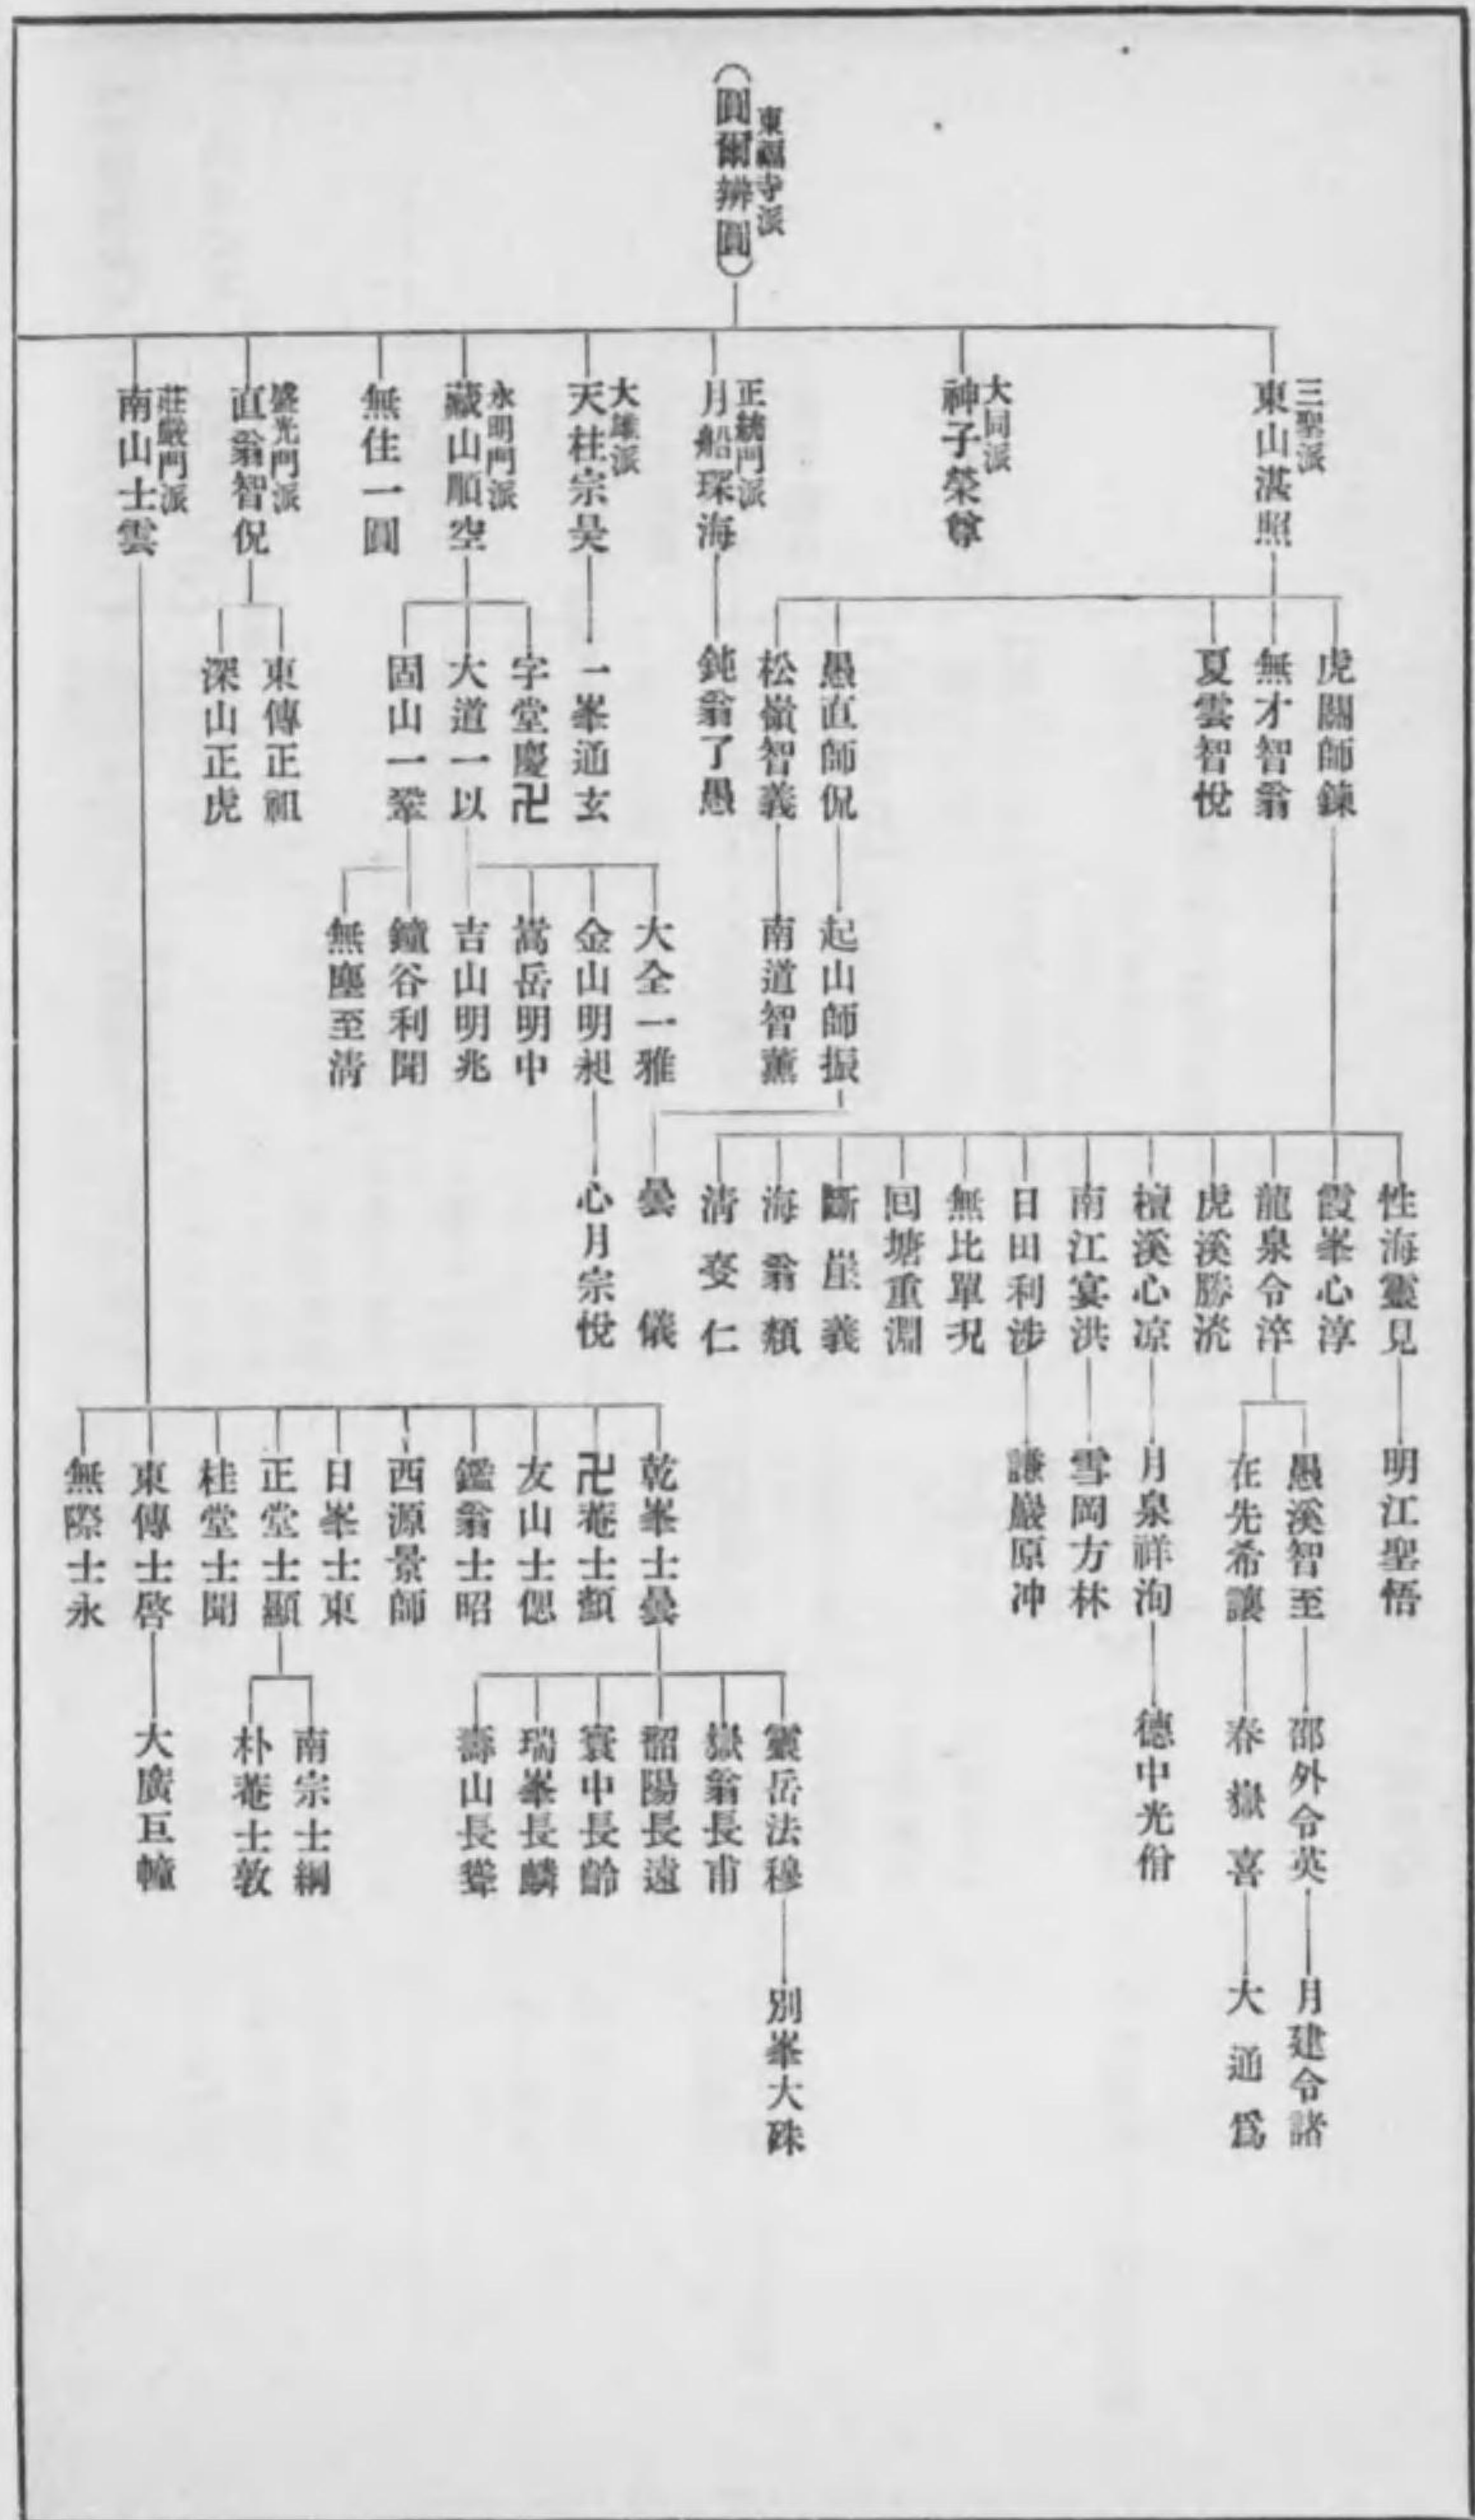 東福寺派
(圓爾辨圓)
三聖派
東山湛照
大同派
神子榮尊
正統門派
月船琛海
大雄派
天柱宗昊
永明門派
藏山順空
無住一圓
盛光門派
直翁智侃
莊嚴門派
南山士雲
虎關師鍊
無才智翁
夏雲智悅
愚直師侃
松嶺智義
鈍翁了愚
一峯通玄
字堂慶卍
大道一以
固山一鞏
東傳正祖
深山正虎
起山師振
南道智薰
大全一雅
金山明昶
嵩岳明中
吉山明兆
鐘谷利聞
無塵至清
性海靈見
霞峯心淳
龍泉令淬
虎溪勝流
檀溪心凉
南江宴洪
日田利涉
無比單況
回塘重淵
斷崖義
海翁類
清㚑仁
曇儀
心月宗悅
明江聖悟
愚溪智至
在先希讓
月泉祥洵
雪岡方林
謙巖原冲
乾峯士曇
卍菴士顏
友山士偲
鑑翁士昭
西源景師
日峯士東
正堂士顯
桂堂士聞
東傳士啓
無際士永
邵外令英
春嶽喜
德中光佾
靈岳法穆
嶽翁長甫
韶陽長遠
寰中長齡
瑞峯長麟
壽山長聳
南宗士綱
朴菴士敦
大廣巨幢
月建令諸
大通爲
別峯大硃